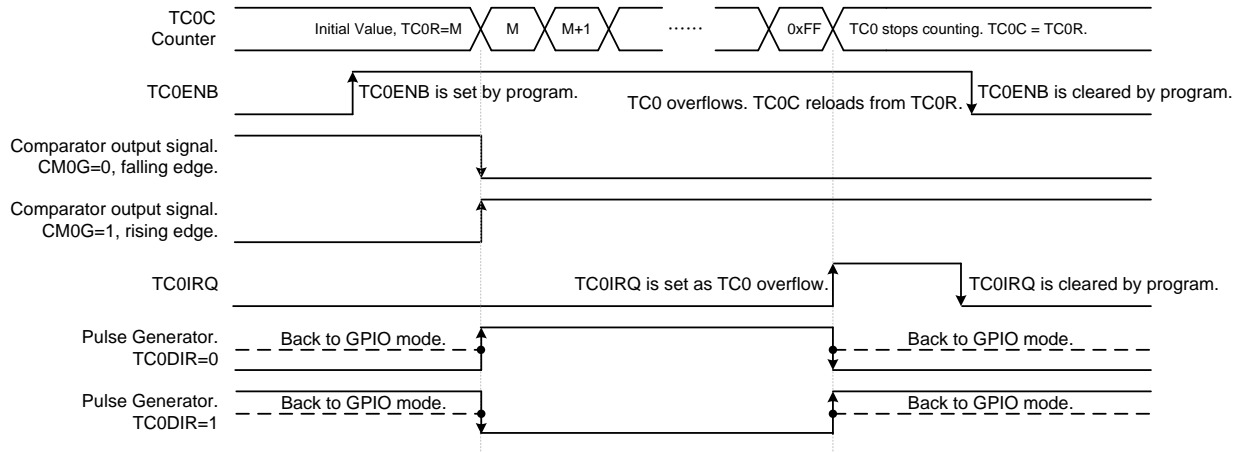 TC0C
Counter
Initial Value, TC0R=M
M
M+1
......
0xFF
TC0 stops counting. TC0C = TC0R.
TC0ENB
TC0ENB is set by program.
TC0 overflows. TC0C reloads from TC0R.
TC0ENB is cleared by program.
Comparator output signal.
CM0G=0, falling edge.
Comparator output signal.
CM0G=1, rising edge.
TC0IRQ
TC0IRQ is set as TC0 overflow.
TC0IRQ is cleared by program.
Pulse Generator.
TC0DIR=0
Back to GPIO mode.
Back to GPIO mode.
Pulse Generator.
TC0DIR=1
Back to GPIO mode.
Back to GPIO mode.